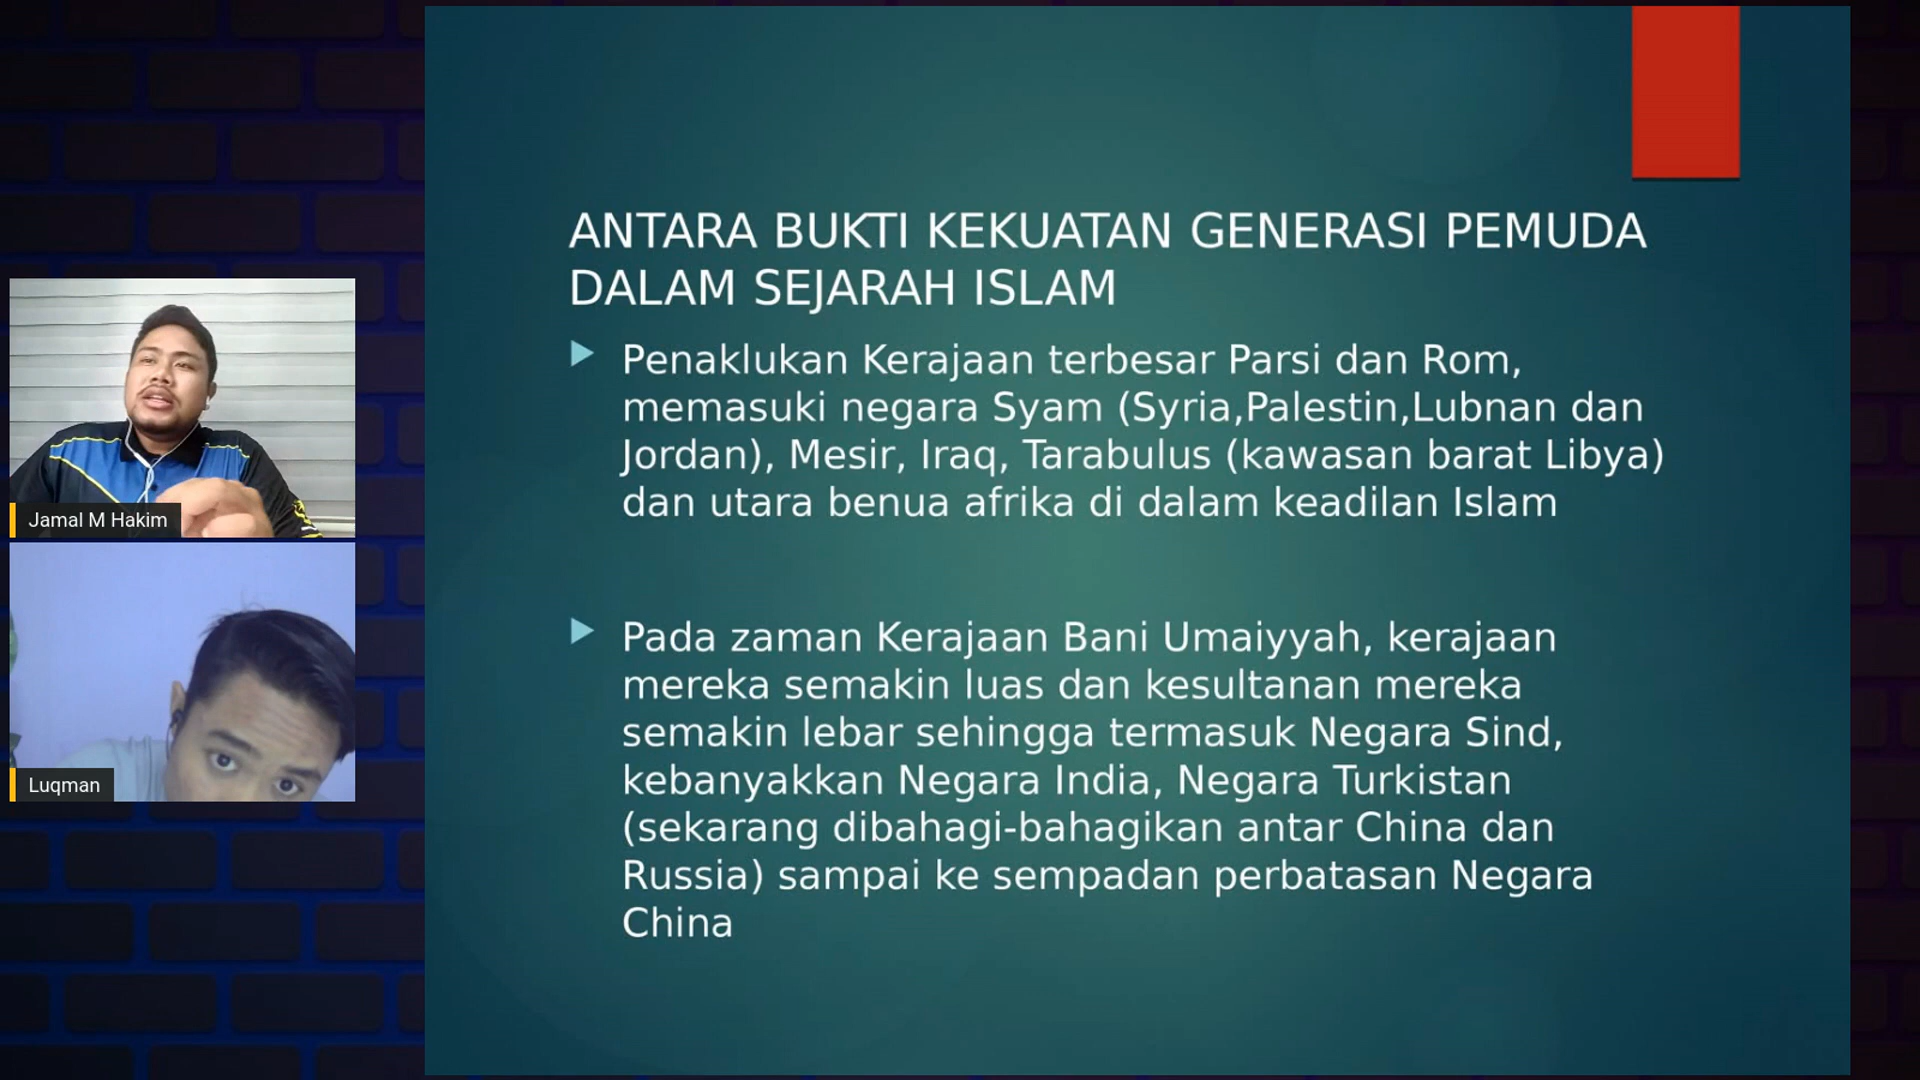 ANTARA BUKTI KEKUATAN GENERASI PEMUDA
DALAM SEJARAH ISLAM
Penaklukan Kerajaan terbesar Parsi dan Rom,
memasuki negara Syam (Syria,Palestin,Lubnan dan
Jordan), Mesir, Iraq, Tarabulus (kawasan barat Libya)
dan utara benua afrika di dalam keadilan Islam
Pada zaman Kerajaan Bani Umaiyyah, kerajaan
mereka semakin luas dan kesultanan mereka
semakin lebar sehingga termasuk Negara Sind,
kebanyakkan Negara India, Negara Turkistan
(sekarang dibahagi-bahagikan antar China dan
Russia) sampai ke sempadan perbatasan Negara
China
Jamal M Hakim
Luqman